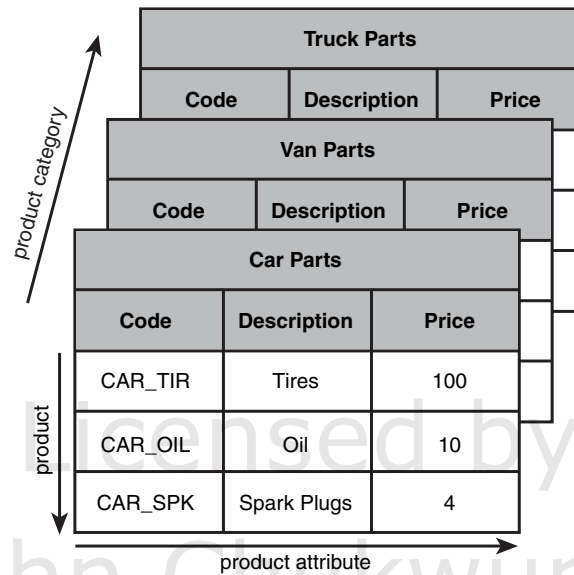 Truck Parts
Code Description Price
Van Parts
Code Description Price
Car Parts
Code Description Price
CAR_TIR Tires 100
CAR_OIL Oil 10
CAR_SPK Spark Plugs 4
product category
product
product attribute
Licensed by